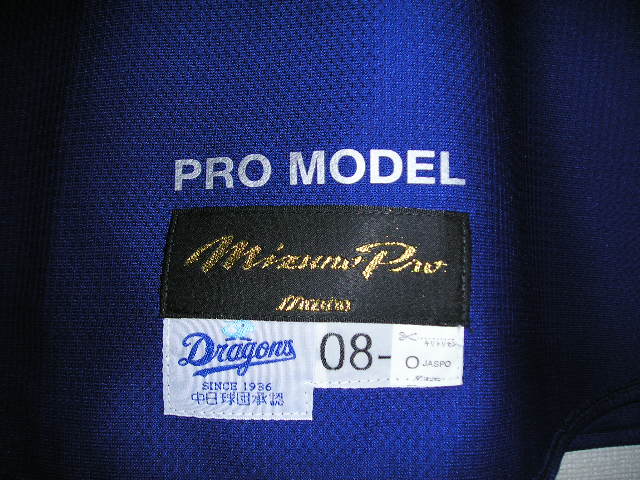 PRO MODEL
Mizuno Pro
mizuno
Dragons
SINCE 1936
中日球団承認
08-
O JASPO